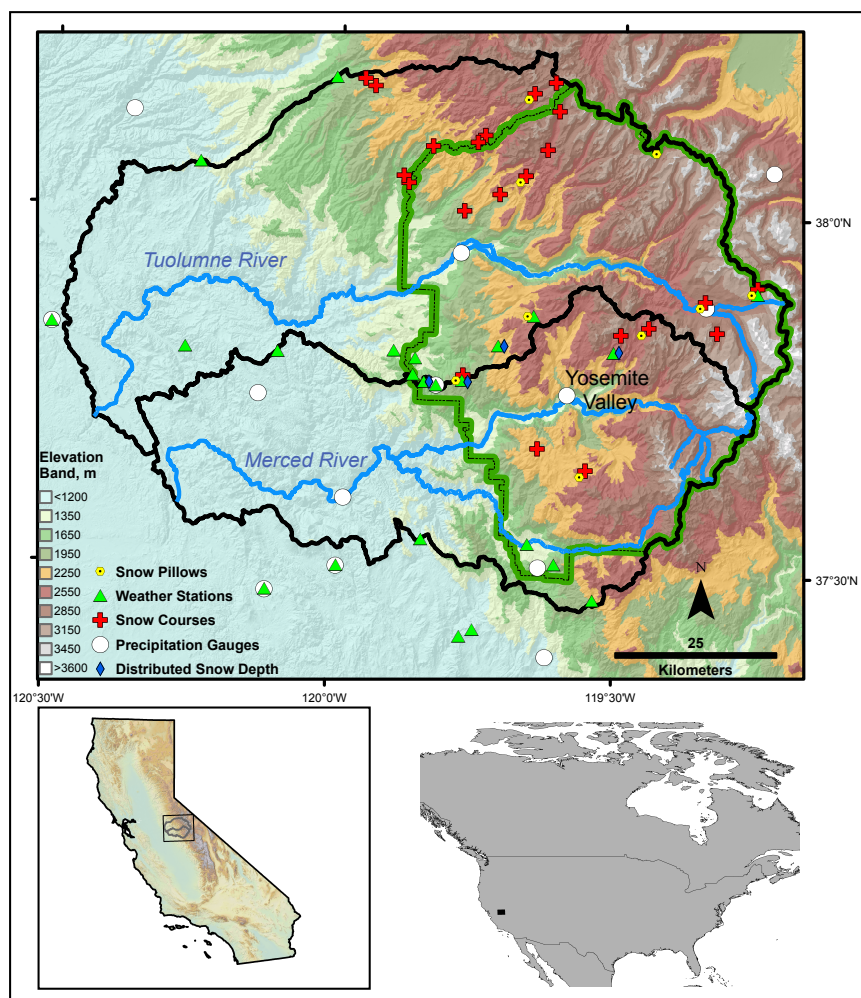 38°0'N
Tuolumne River
Yosemite
Valley
Merced River
Elevation
Band, m
<1200
1350
1650
1950
2250
2550
2850
3150
3450
>3600
Snow Pillows
Weather Stations
Snow Courses
Precipitation Gauges
Distributed Snow Depth
N
37°30'N
25
Kilometers
120°30'W
120°0'W
119°30'W